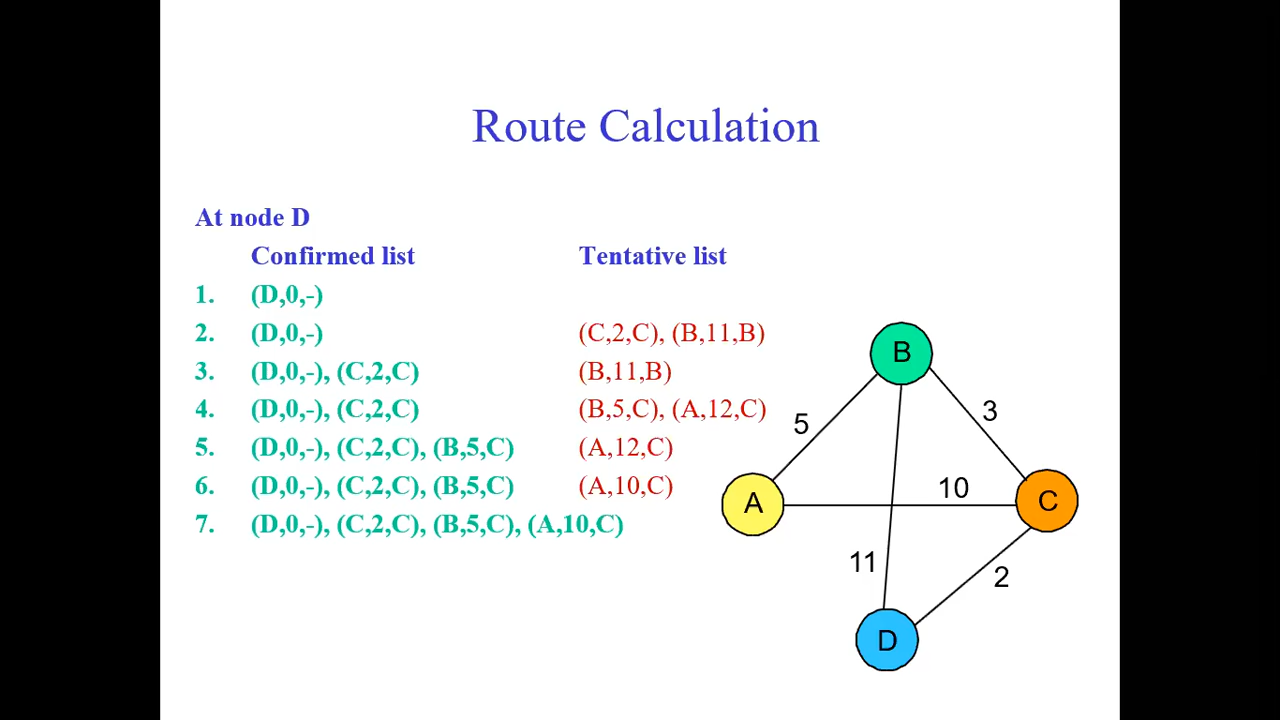 Route Calculation
At node D
Confirmed list Tentative list
1. (D,0,-)
2. (D,0,-) (C,2,C), (B,11,B)
3. (D,0,-), (C,2,C) (B,11,B)
4. (D,0,-), (C,2,C) (B,5,C), (A,12,C)
5. (D,0,-), (C,2,C), (B,5,C) (A,12,C)
6. (D,0,-), (C,2,C), (B,5,C) (A,10,C)
7. (D,0,-), (C,2,C), (B,5,C), (A,10,C)
B
5
3
10
A
C
11
2
D